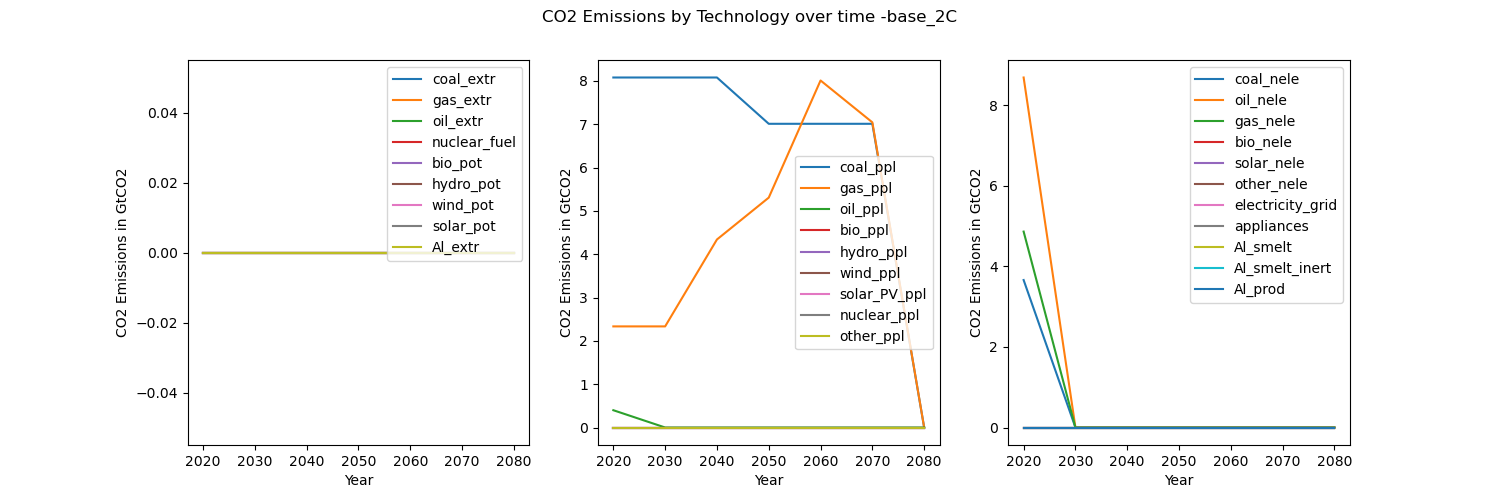 CO2 Emissions by Technology over time -base_2C
CO2 Emissions in GtCO2
0.04
0.02
0.00
−0.02
−0.04
coal_extr
gas_extr
oil_extr
nuclear_fuel
bio_pot
hydro_pot
wind_pot
solar_pot
Al_extr
2020 2030 2040 2050 2060 2070 2080
Year
CO2 Emissions in GtCO2
8
7
6
5
4
3
2
1
0
coal_ppl
gas_ppl
oil_ppl
bio_ppl
hydro_ppl
wind_ppl
solar_PV_ppl
nuclear_ppl
other_ppl
2020 2030 2040 2050 2060 2070 2080
Year
CO2 Emissions in GtCO2
8
6
4
2
0
coal_nele
oil_nele
gas_nele
bio_nele
solar_nele
other_nele
electricity_grid
appliances
Al_smelt
Al_smelt_inert
Al_prod
2020 2030 2040 2050 2060 2070 2080
Year